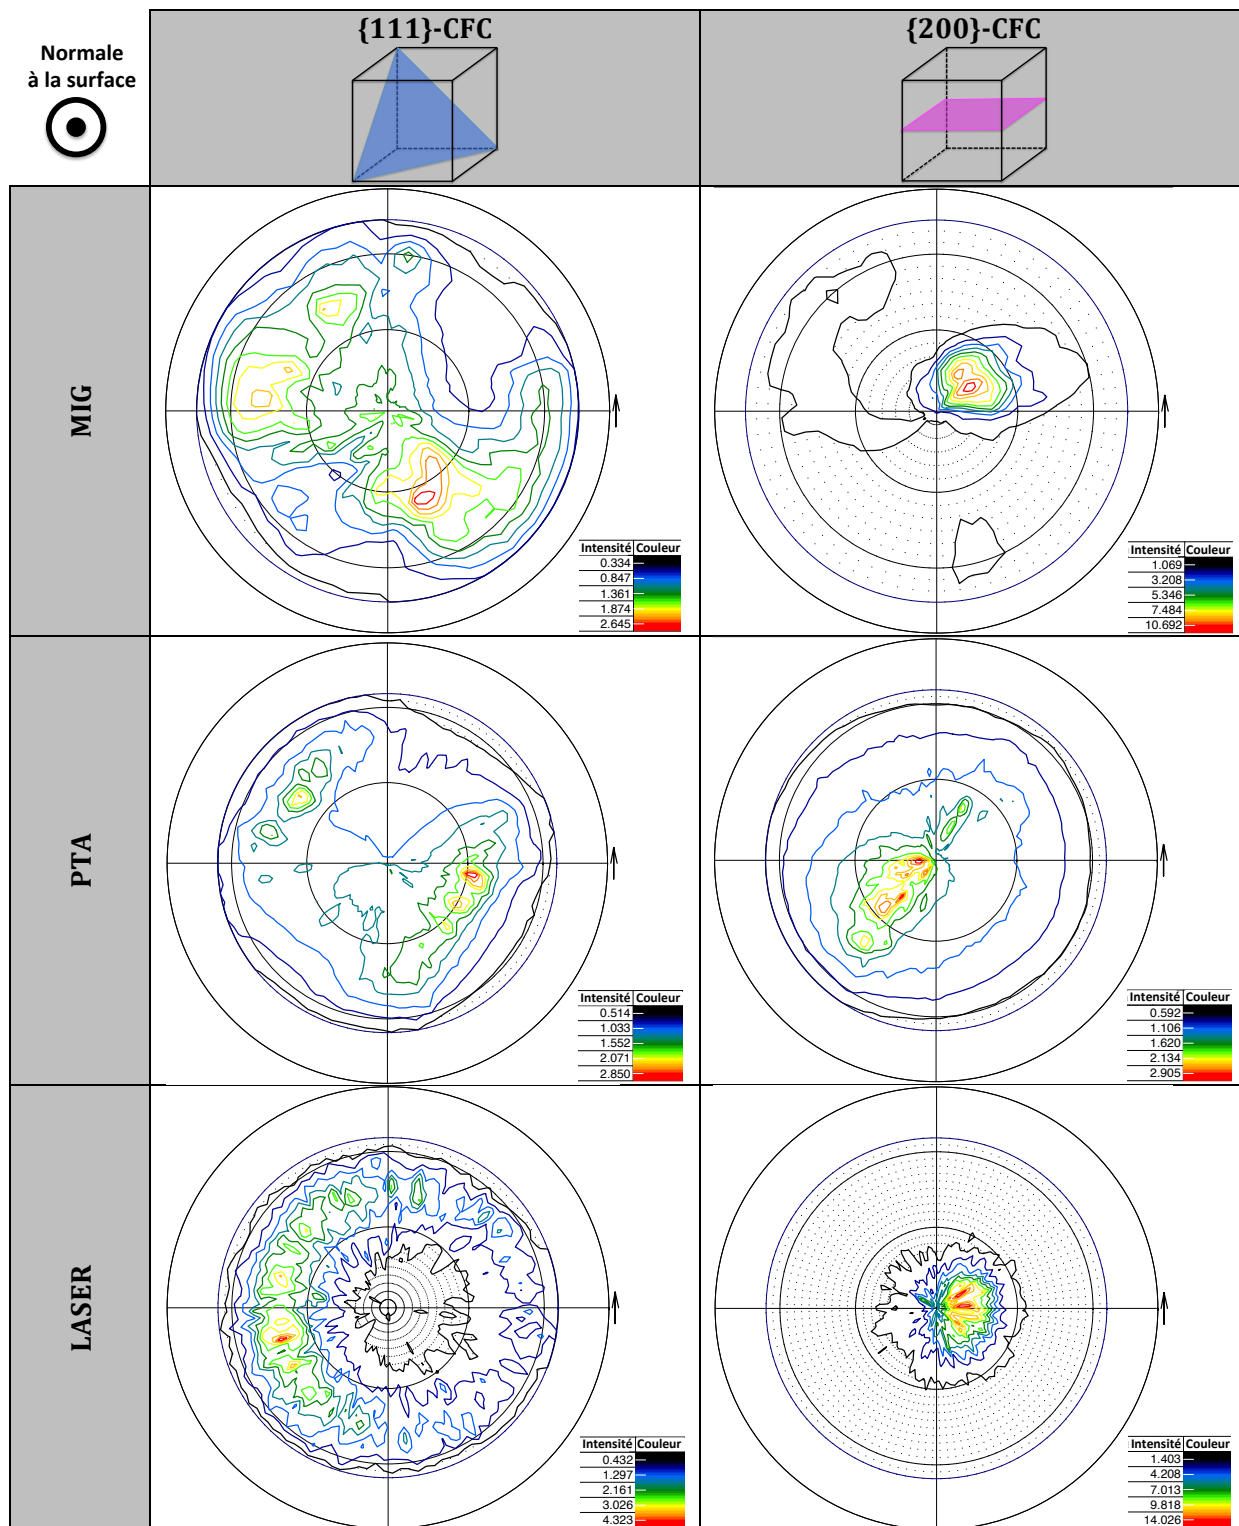 {111}-CFC
{200}-CFC
Normale
à la surface
MIG
Intensité Couleur
0.334
0.847
1.361
1.874
2.645
Intensité Couleur
1.069
3.208
5.346
7.484
10.692
PTA
Intensité Couleur
0.514
1.033
1.552
2.071
2.850
Intensité Couleur
0.592
1.106
1.620
2.134
2.905
LASER
Intensité Couleur
0.432
1.297
2.161
3.026
4.323
Intensité Couleur
1.403
4.208
7.013
9.818
14.026